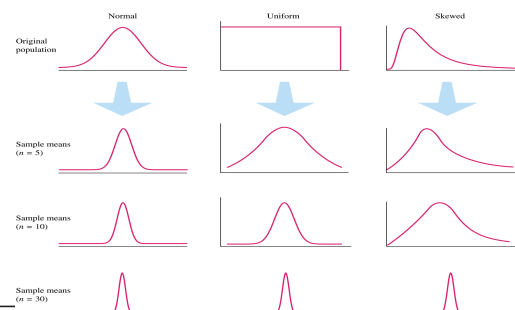 Normal
Uniform
Skewed
Original
population
Sample means
(n = 5)
Sample means
(n = 10)
Sample means
(n = 30)